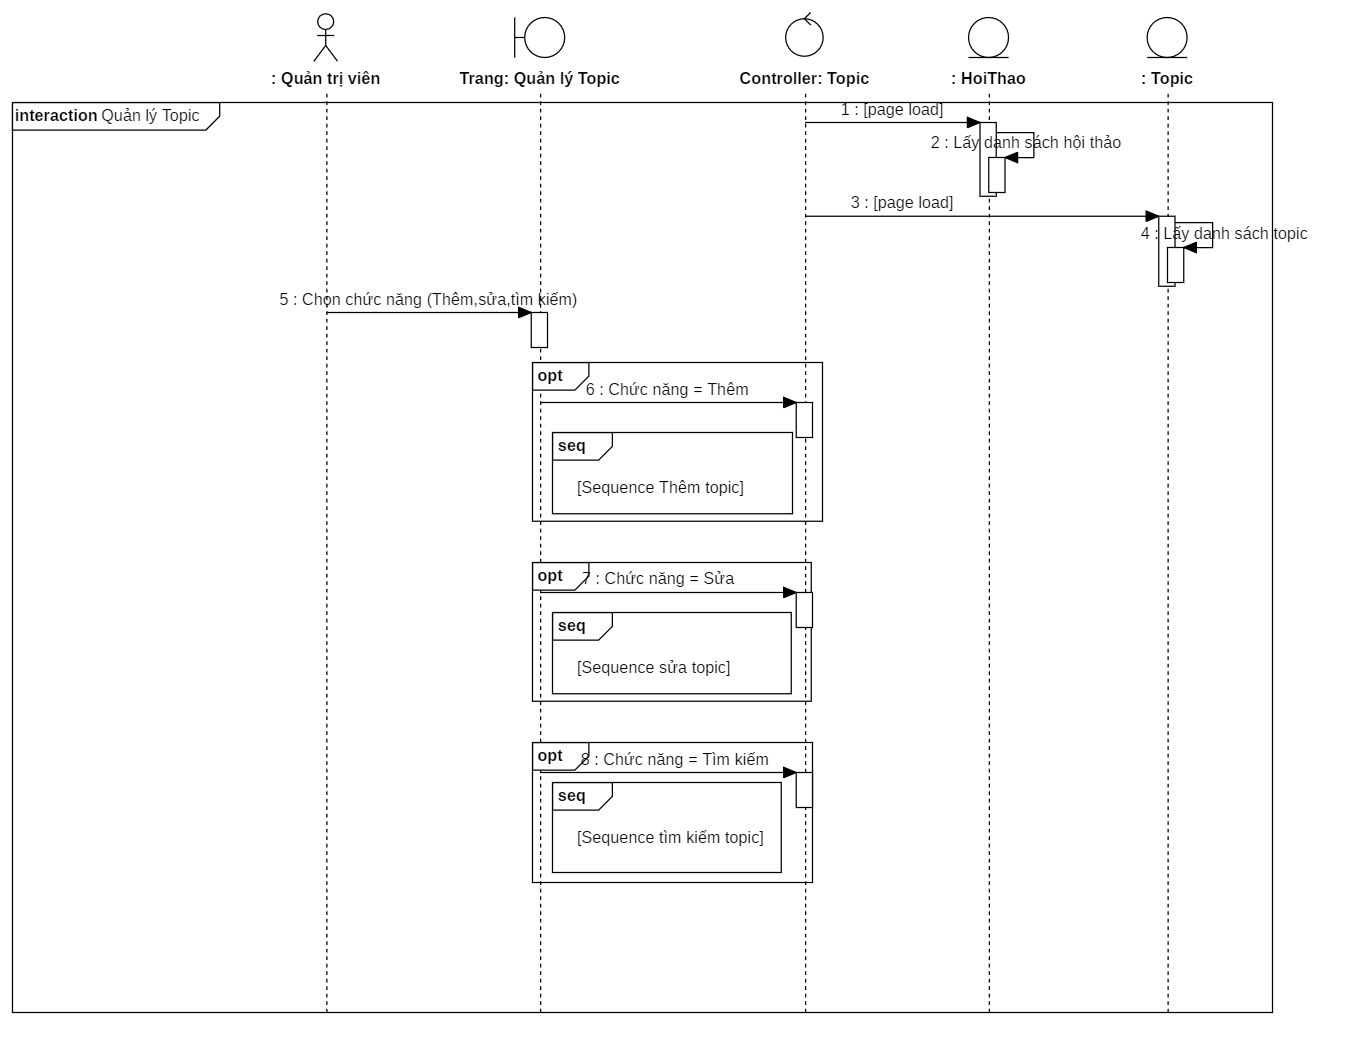 : Quản trị viên
Trang: Quản lý Topic
Controller: Topic
: HoiThao
: Topic
interaction Quản lý Topic
1 : [page load]
2 : Lấy danh sách hội thảo
3 : [page load]
4 : Lấy danh sách topic
5 : Chọn chức năng (Thêm,sửa,tìm kiếm)
opt
6 : Chức năng = Thêm
seq
[Sequence Thêm topic]
opt
7 : Chức năng = Sửa
seq
[Sequence sửa topic]
opt
8 : Chức năng = Tìm kiếm
seq
[Sequence tìm kiếm topic]